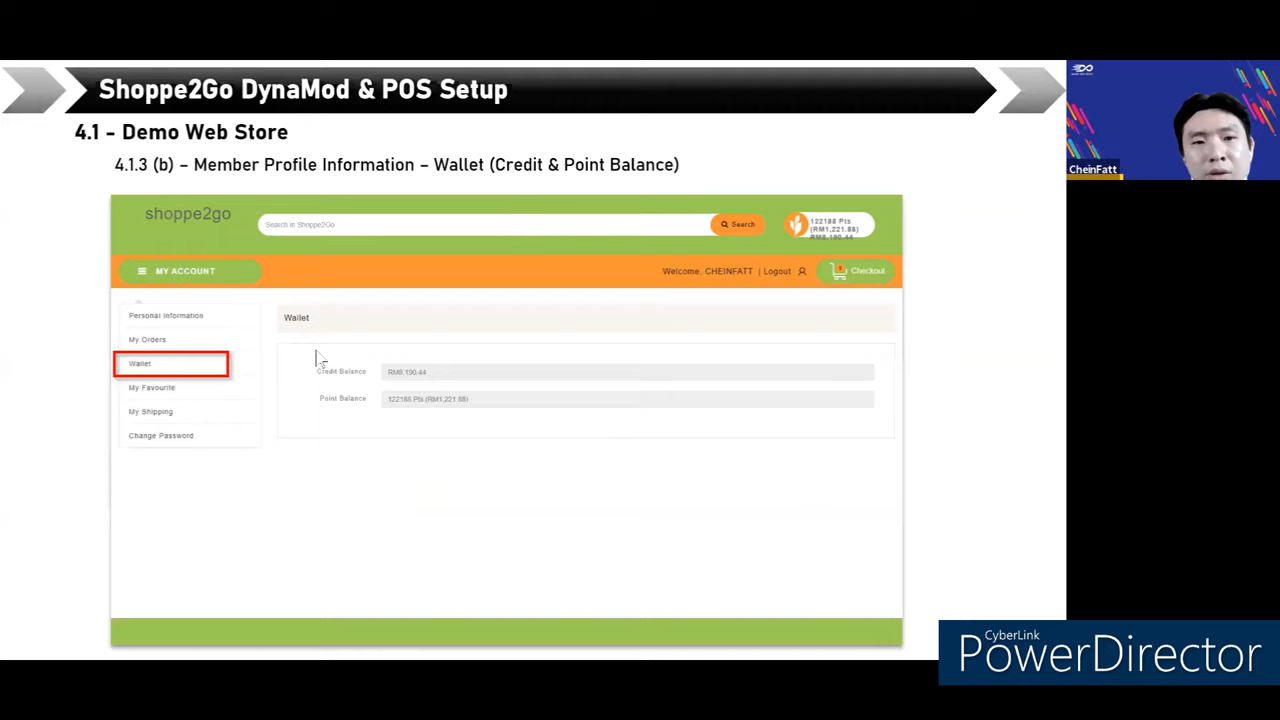 Shoppe2Go DynaMod & POS Setup
4.1 - Demo Web Store
4.1.3 (b) – Member Profile Information – Wallet (Credit & Point Balance)
CheinFatt
shoppe2go
Search in Shoppe2Go
Search
122188 Pts
(RM1,221.88)
RM8,190.44
MY ACCOUNT
Welcome, CHEINFATT | Logout
Checkout
Personal Information
My Orders
Wallet
My Favourite
My Shipping
Change Password
Wallet
Credit Balance
RM8,190.44
Point Balance
122188 Pts (RM1,221.88)
CyberLink
PowerDirector